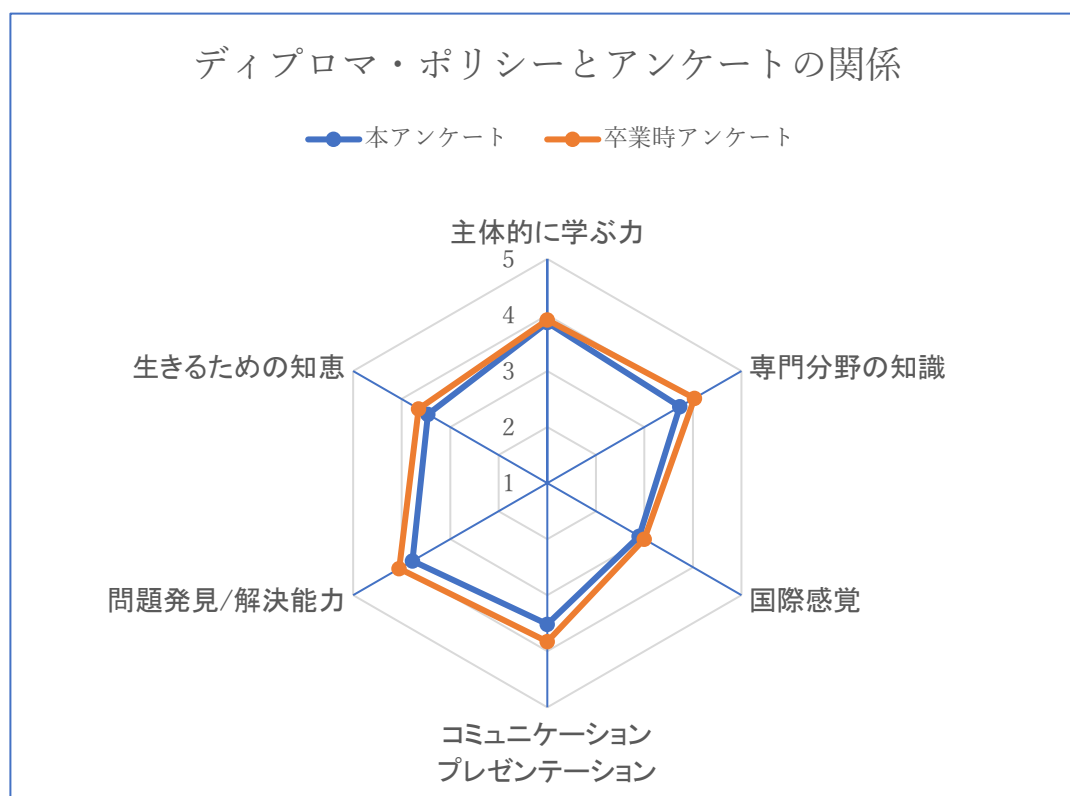 ディプロマ・ポリシーとアンケートの関係
本アンケート
卒業時アンケート
主体的に学ぶ力
5
4
3
2
1
生きるための知恵
専門分野の知識
問題発見/解決能力
国際感覚
コミュニケーション
プレゼンテーション